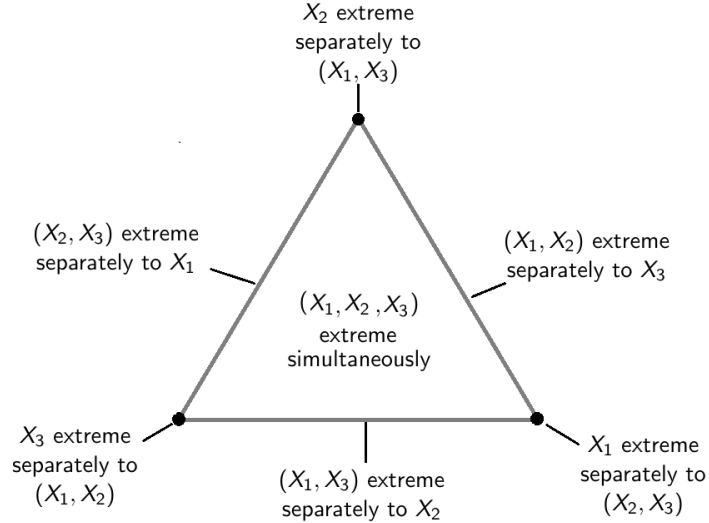 X₂ extreme
separately to
(X₁, X₃)
(X₂, X₃) extreme
separately to X₁
(X₁, X₂) extreme
separately to X₃
(X₁, X₂ ,X₃)
extreme
simultaneously
X₃ extreme
separately to
(X₁, X₂)
(X₁, X₃) extreme
separately to X₂
X₁ extreme
separately to
(X₂, X₃)